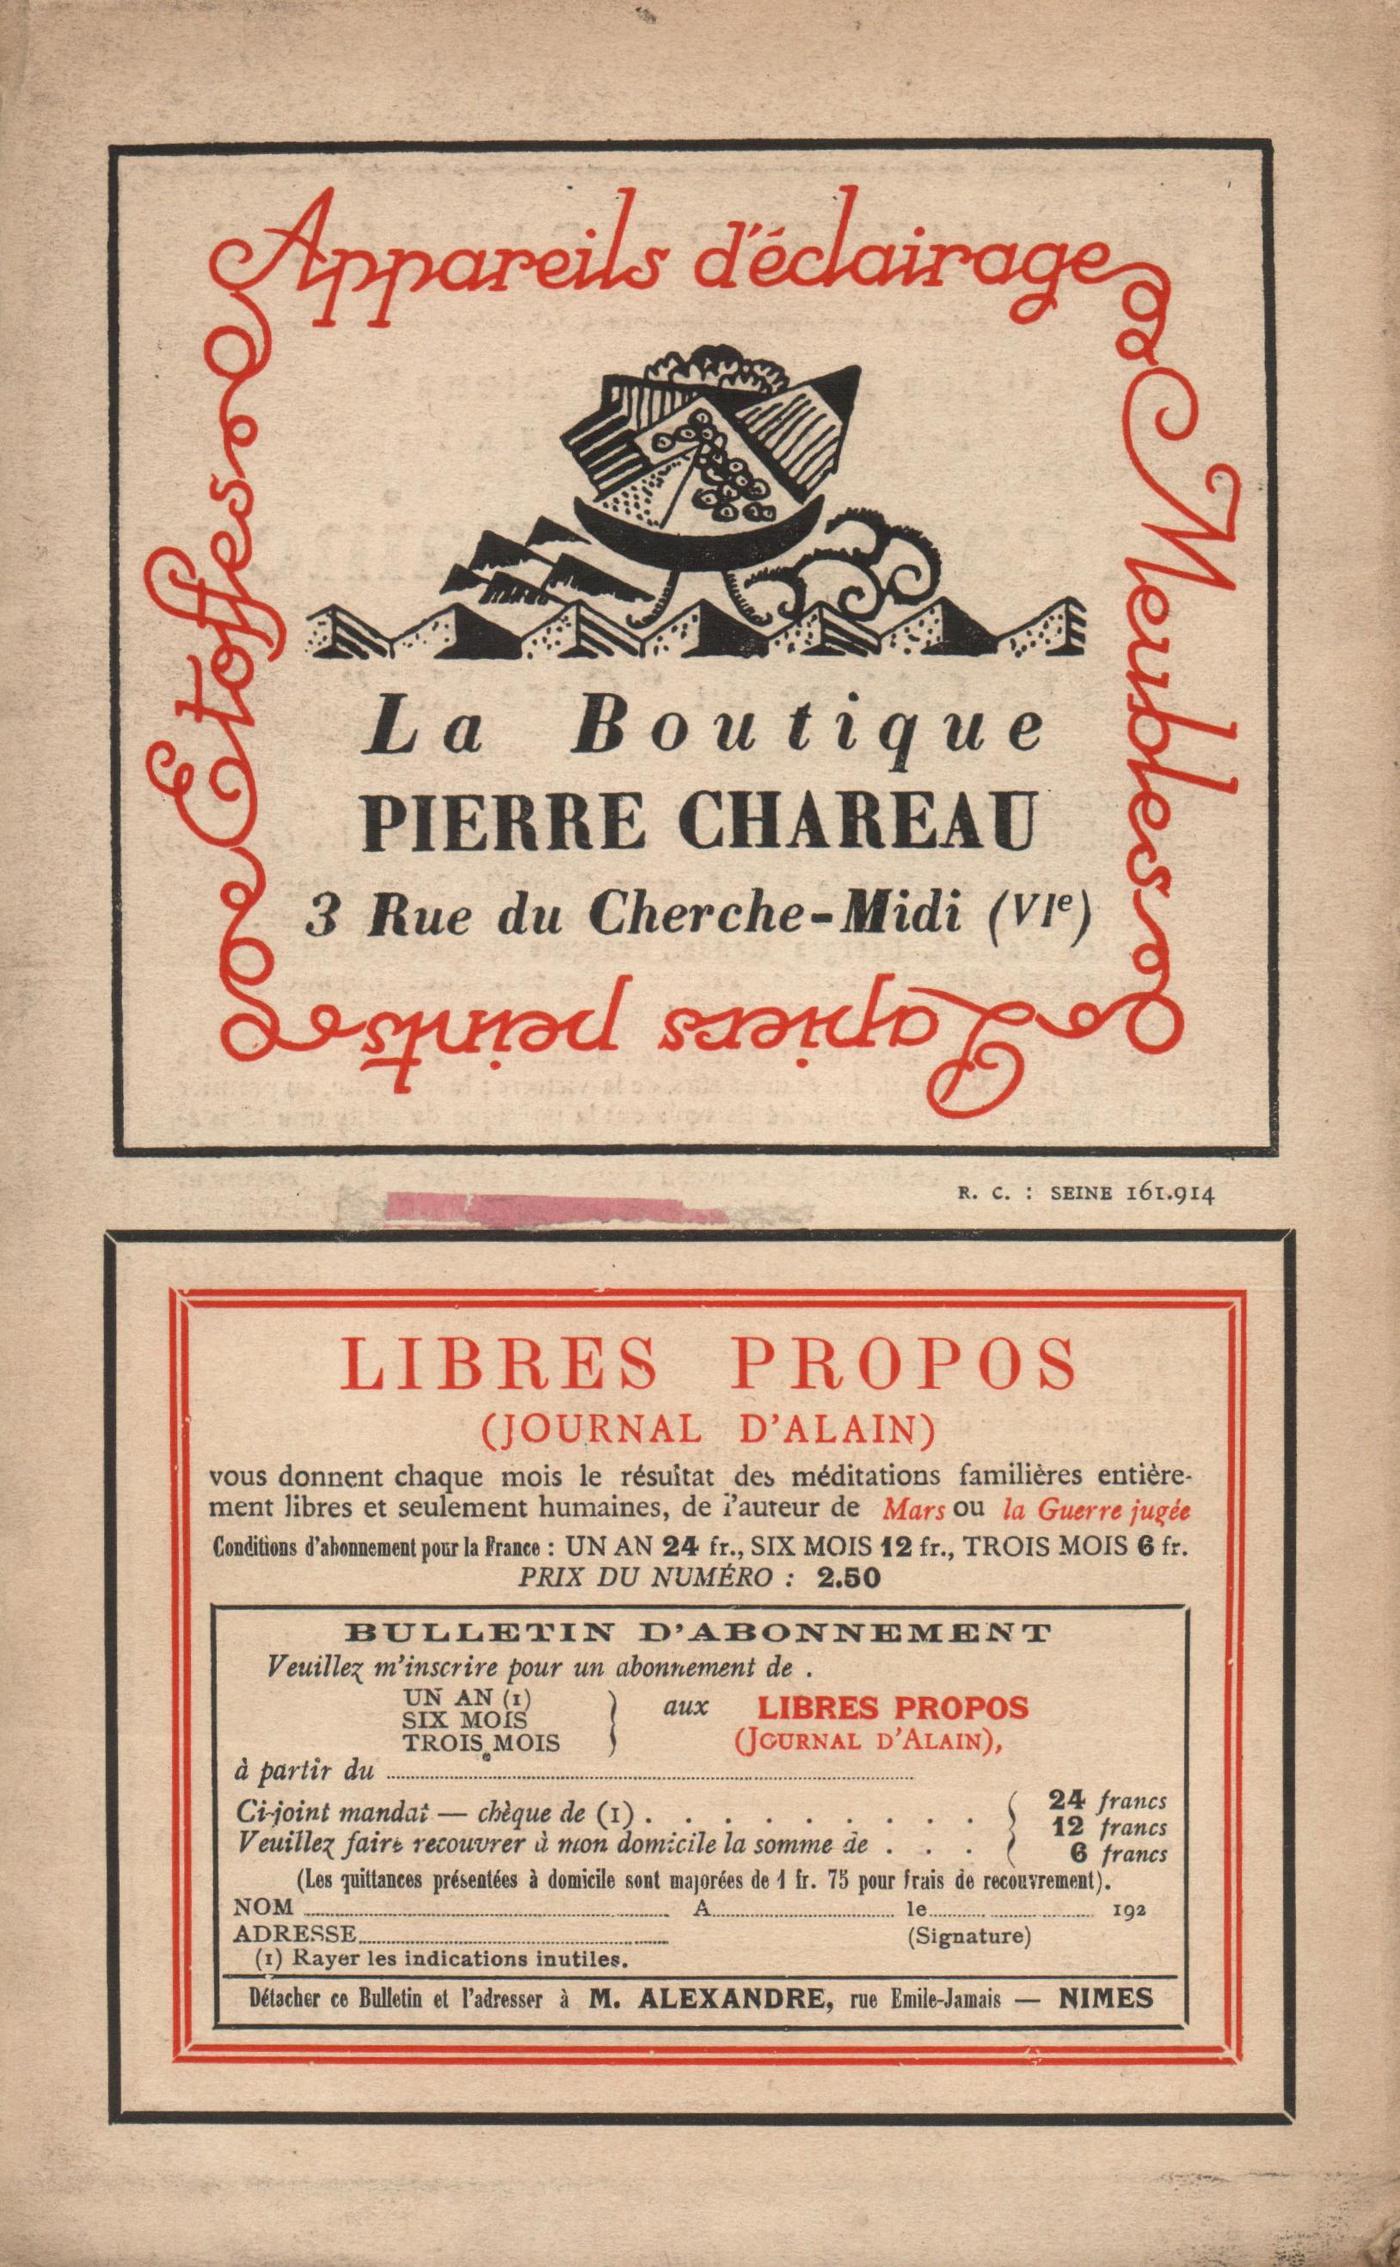 Appareils d'éclairage
Meubles
Papiers peints
Etoffes
La Boutique
PIERRE CHAREAU
3 Rue du Cherche-Midi (VIe)
R. C. : SEINE 161.914
LIBRES PROPOS
(JOURNAL D'ALAIN)
vous donnent chaque mois le résultat des méditations familières entière-
ment libres et seulement humaines, de l'auteur de Mars ou la Guerre jugée
Conditions d'abonnement pour la France : UN AN 24 fr., SIX MOIS 12 fr., TROIS MOIS 6 fr.
PRIX DU NUMÉRO : 2.50
BULLETIN D'ABONNEMENT
Veuillez m'inscrire pour un abonnement de .
UN AN (1)
SIX MOIS
TROIS MOIS
aux LIBRES PROPOS
(JOURNAL D'ALAIN),
à partir du
Ci-joint mandat — chèque de (1) . . . . . . . . . .
Veuillez faire recouvrer à mon domicile la somme de . . .
24 francs
12 francs
6 francs
(Les quittances présentées à domicile sont majorées de 1 fr. 75 pour frais de recouvrement).
NOM A le 192
ADRESSE (Signature)
(1) Rayer les indications inutiles.
Détacher ce Bulletin et l'adresser à M. ALEXANDRE, rue Emile-Jamais — NIMES